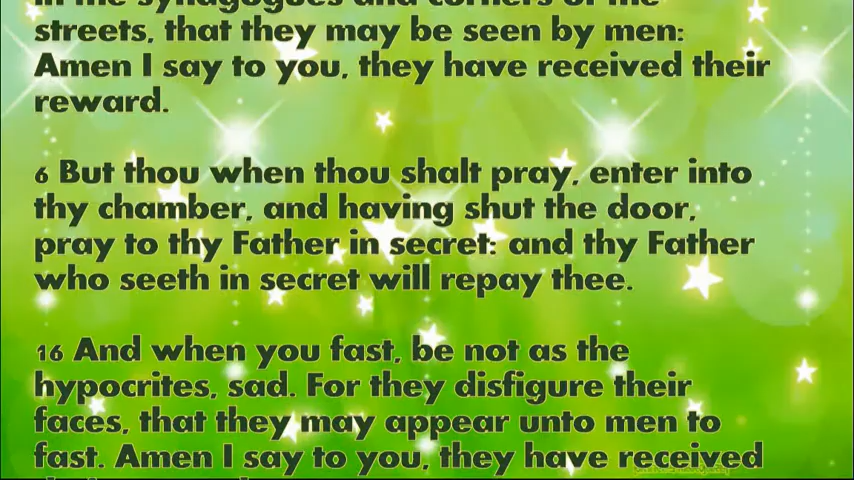 in the synagogues and corners of the
streets, that they may be seen by men:
Amen I say to you, they have received their
reward.
6 But thou when thou shalt pray, enter into
thy chamber, and having shut the door,
pray to thy Father in secret: and thy Father
who seeth in secret will repay thee.
16 And when you fast, be not as the
hypocrites, sad. For they disfigure their
faces, that they may appear unto men to
fast. Amen I say to you, they have received